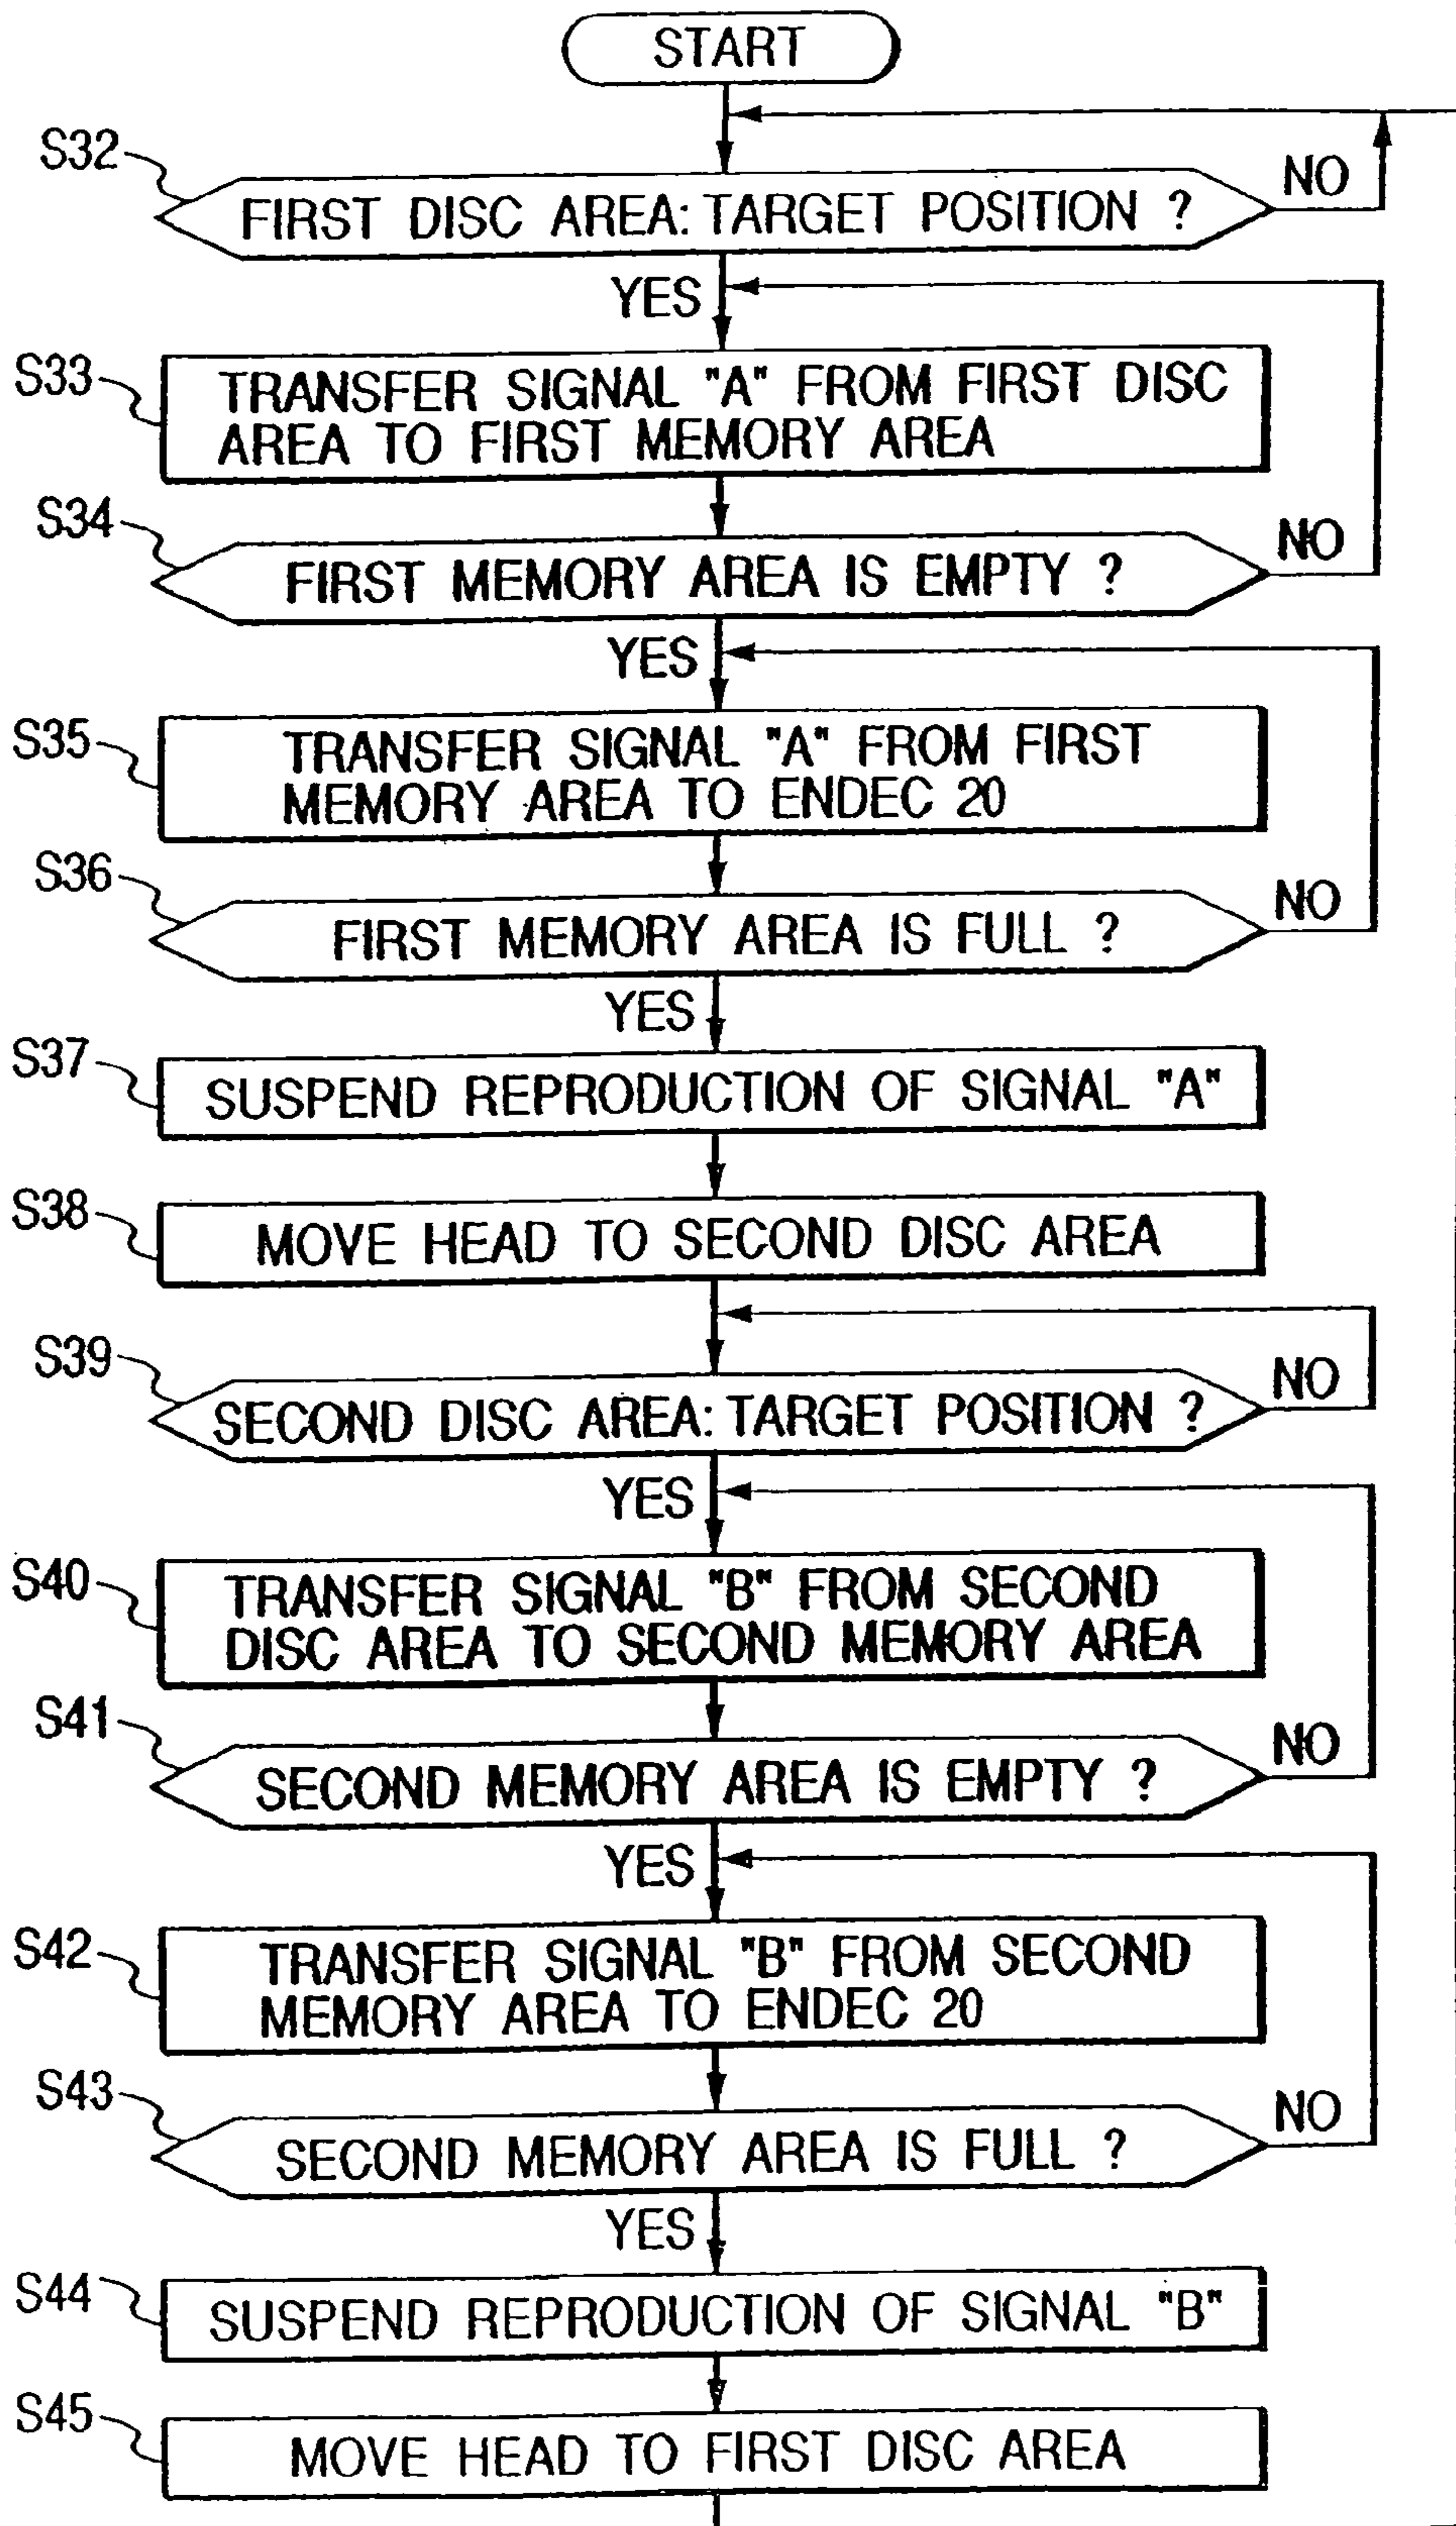 START
S32
FIRST DISC AREA: TARGET POSITION ?
NO
YES
S33
TRANSFER SIGNAL "A" FROM FIRST DISC
AREA TO FIRST MEMORY AREA
S34
FIRST MEMORY AREA IS EMPTY ?
NO
YES
S35
TRANSFER SIGNAL "A" FROM FIRST
MEMORY AREA TO ENDEC 20
S36
FIRST MEMORY AREA IS FULL ?
NO
YES
S37
SUSPEND REPRODUCTION OF SIGNAL "A"
S38
MOVE HEAD TO SECOND DISC AREA
S39
SECOND DISC AREA: TARGET POSITION ?
NO
YES
S40
TRANSFER SIGNAL "B" FROM SECOND
DISC AREA TO SECOND MEMORY AREA
S41
SECOND MEMORY AREA IS EMPTY ?
NO
YES
S42
TRANSFER SIGNAL "B" FROM SECOND
MEMORY AREA TO ENDEC 20
S43
SECOND MEMORY AREA IS FULL ?
NO
YES
S44
SUSPEND REPRODUCTION OF SIGNAL "B"
S45
MOVE HEAD TO FIRST DISC AREA